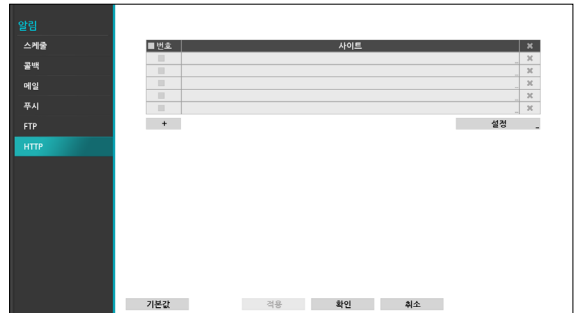 알림
스케줄
콜백
메일
푸시
FTP
HTTP
번호 사이트
+ 설정
기본값 적용 확인 취소